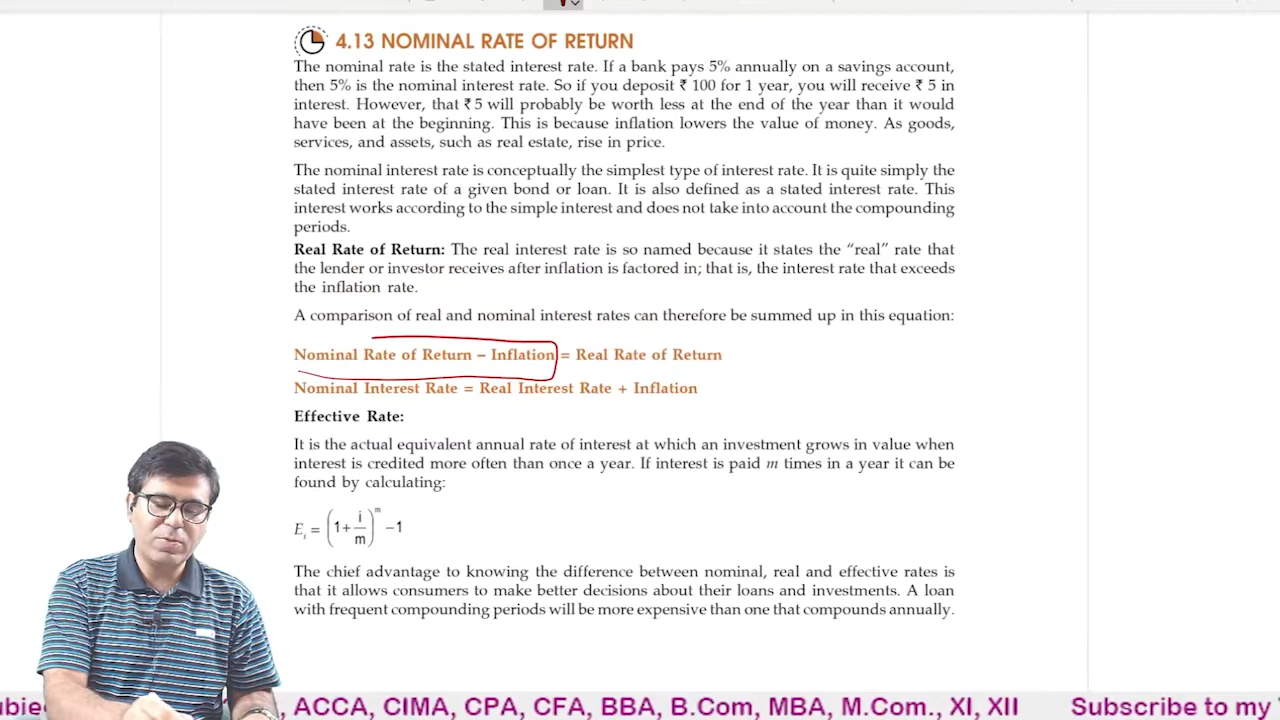 4.13 NOMINAL RATE OF RETURN
The nominal rate is the stated interest rate. If a bank pays 5% annually on a savings account,
then 5% is the nominal interest rate. So if you deposit ₹ 100 for 1 year, you will receive ₹ 5 in
interest. However, that ₹ 5 will probably be worth less at the end of the year than it would
have been at the beginning. This is because inflation lowers the value of money. As goods,
services, and assets, such as real estate, rise in price.
The nominal interest rate is conceptually the simplest type of interest rate. It is quite simply the
stated interest rate of a given bond or loan. It is also defined as a stated interest rate. This
interest works according to the simple interest and does not take into account the compounding
periods.
Real Rate of Return: The real interest rate is so named because it states the “real” rate that
the lender or investor receives after inflation is factored in; that is, the interest rate that exceeds
the inflation rate.
A comparison of real and nominal interest rates can therefore be summed up in this equation:
Nominal Rate of Return – Inflation = Real Rate of Return
Nominal Interest Rate = Real Interest Rate + Inflation
Effective Rate:
It is the actual equivalent annual rate of interest at which an investment grows in value when
interest is credited more often than once a year. If interest is paid m times in a year it can be
found by calculating:
E_i = (1+i/m)^m −1
The chief advantage to knowing the difference between nominal, real and effective rates is
that it allows consumers to make better decisions about their loans and investments. A loan
with frequent compounding periods will be more expensive than one that compounds annually.
, ACCA, CIMA, CPA, CFA, BBA, B.Com, MBA, M.Com., XI, XII Subscribe to my